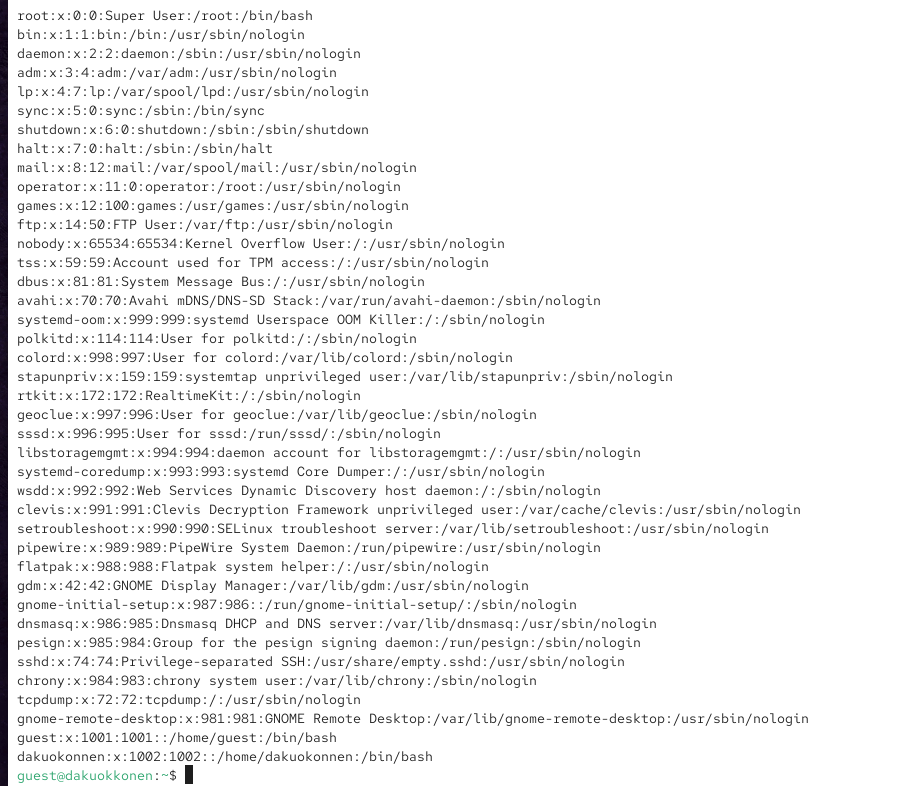 root:x:0:0:Super User:/root:/bin/bash
bin:x:1:1:bin:/bin:/usr/sbin/nologin
daemon:x:2:2:daemon:/sbin:/usr/sbin/nologin
adm:x:3:4:adm:/var/adm:/usr/sbin/nologin
lp:x:4:7:lp:/var/spool/lpd:/usr/sbin/nologin
sync:x:5:0:sync:/sbin:/bin/sync
shutdown:x:6:0:shutdown:/sbin:/sbin/shutdown
halt:x:7:0:halt:/sbin:/sbin/halt
mail:x:8:12:mail:/var/spool/mail:/usr/sbin/nologin
operator:x:11:0:operator:/root:/usr/sbin/nologin
games:x:12:100:games:/usr/games:/usr/sbin/nologin
ftp:x:14:50:FTP User:/var/ftp:/usr/sbin/nologin
nobody:x:65534:65534:Kernel Overflow User:/:/usr/sbin/nologin
tss:x:59:59:Account used for TPM access:/:/usr/sbin/nologin
dbus:x:81:81:System Message Bus:/:/usr/sbin/nologin
avahi:x:70:70:Avahi mDNS/DNS-SD Stack:/var/run/avahi-daemon:/sbin/nologin
systemd-oom:x:999:999:systemd Userspace OOM Killer:/:/usr/sbin/nologin
polkitd:x:114:114:User for polkitd:/:/sbin/nologin
colord:x:998:997:User for colord:/var/lib/colord:/sbin/nologin
stapunpriv:x:159:159:systemtap unprivileged user:/var/lib/stapunpriv:/sbin/nologin
rtkit:x:172:172:RealtimeKit:/:/sbin/nologin
geoclue:x:997:996:User for geoclue:/var/lib/geoclue:/sbin/nologin
sssd:x:996:995:User for sssd:/run/sssd/:/sbin/nologin
libstoragemgmt:x:994:994:daemon account for libstoragemgmt:/:/usr/sbin/nologin
systemd-coredump:x:993:993:systemd Core Dumper:/:/usr/sbin/nologin
wsdd:x:992:992:Web Services Dynamic Discovery host daemon:/:/sbin/nologin
clevis:x:991:991:Clevis Decryption Framework unprivileged user:/var/cache/clevis:/usr/sbin/nologin
setroubleshoot:x:990:990:SELinux troubleshoot server:/var/lib/setroubleshoot:/usr/sbin/nologin
pipewire:x:989:989:PipeWire System Daemon:/run/pipewire:/usr/sbin/nologin
flatpak:x:988:988:Flatpak system helper:/:/usr/sbin/nologin
gdm:x:42:42:GNOME Display Manager:/var/lib/gdm:/usr/sbin/nologin
gnome-initial-setup:x:987:986::/run/gnome-initial-setup/:/sbin/nologin
dnsmasq:x:986:985:Dnsmasq DHCP and DNS server:/var/lib/dnsmasq:/usr/sbin/nologin
pesign:x:985:984:Group for the pesign signing daemon:/run/pesign:/sbin/nologin
sshd:x:74:74:Privilege-separated SSH:/usr/share/empty.sshd:/usr/sbin/nologin
chrony:x:984:983:chrony system user:/var/lib/chrony:/sbin/nologin
tcpdump:x:72:72:tcpdump:/:/usr/sbin/nologin
gnome-remote-desktop:x:981:981:GNOME Remote Desktop:/var/lib/gnome-remote-desktop:/usr/sbin/nologin
guest:x:1001:1001::/home/guest:/bin/bash
dakuokonnen:x:1002:1002::/home/dakuokonnen:/bin/bash
guest@dakuokkonen:~$